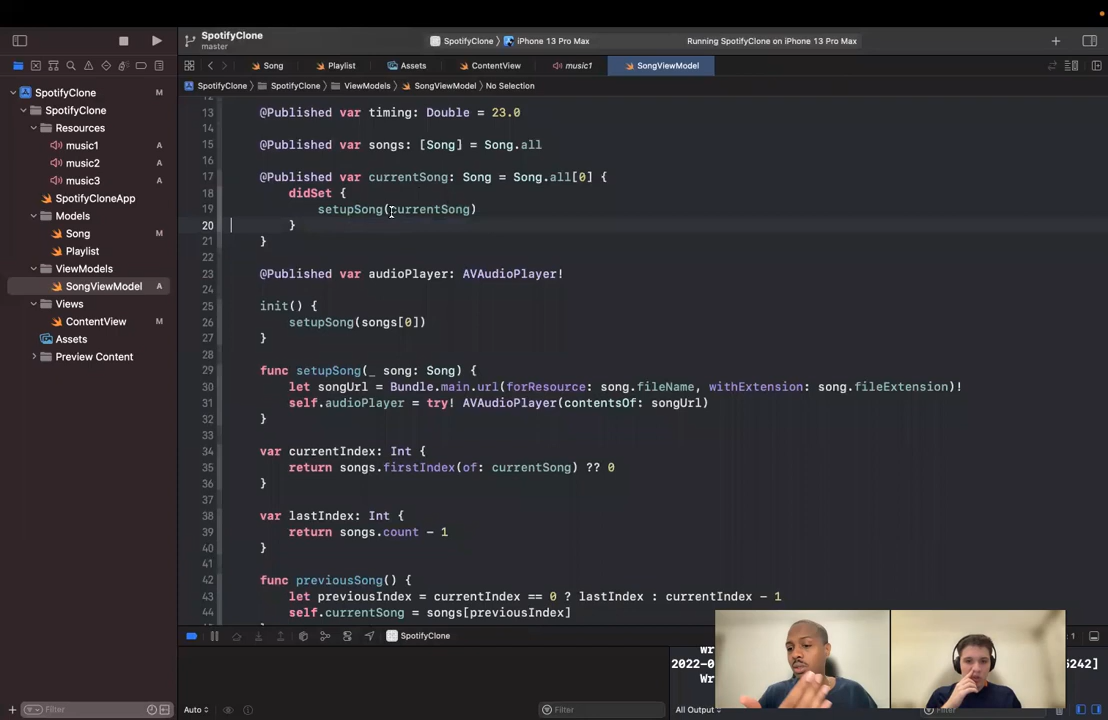 SpotifyClone
master
SpotifyClone
iPhone 13 Pro Max
Running SpotifyClone on iPhone 13 Pro Max
Song
Playlist
Assets
ContentView
music1
SongViewModel
SpotifyClone
SpotifyClone
ViewModels
SongViewModel
No Selection
SpotifyClone M
SpotifyClone
Resources
music1 A
music2 A
music3 A
SpotifyCloneApp
Models
Song M
Playlist
ViewModels
SongViewModel A
Views
ContentView M
Assets
Preview Content
12
13 @Published var timing: Double = 23.0
14
15 @Published var songs: [Song] = Song.all
16
17 @Published var currentSong: Song = Song.all[0] {
18 didSet {
19 setupSong(currentSong)
20 }
21 }
22
23 @Published var audioPlayer: AVAudioPlayer!
24
25 init() {
26 setupSong(songs[0])
27 }
28
29 func setupSong(_ song: Song) {
30 let songUrl = Bundle.main.url(forResource: song.fileName, withExtension: song.fileExtension)!
31 self.audioPlayer = try! AVAudioPlayer(contentsOf: songUrl)
32 }
33
34 var currentIndex: Int {
35 return songs.firstIndex(of: currentSong) ?? 0
36 }
37
38 var lastIndex: Int {
39 return songs.count - 1
40 }
41
42 func previousSong() {
43 let previousIndex = currentIndex == 0 ? lastIndex : currentIndex - 1
44 self.currentSong = songs[previousIndex]
SpotifyClone
Wr
2022-0
Wr
Filter
Auto
Filter
All Output
Filter